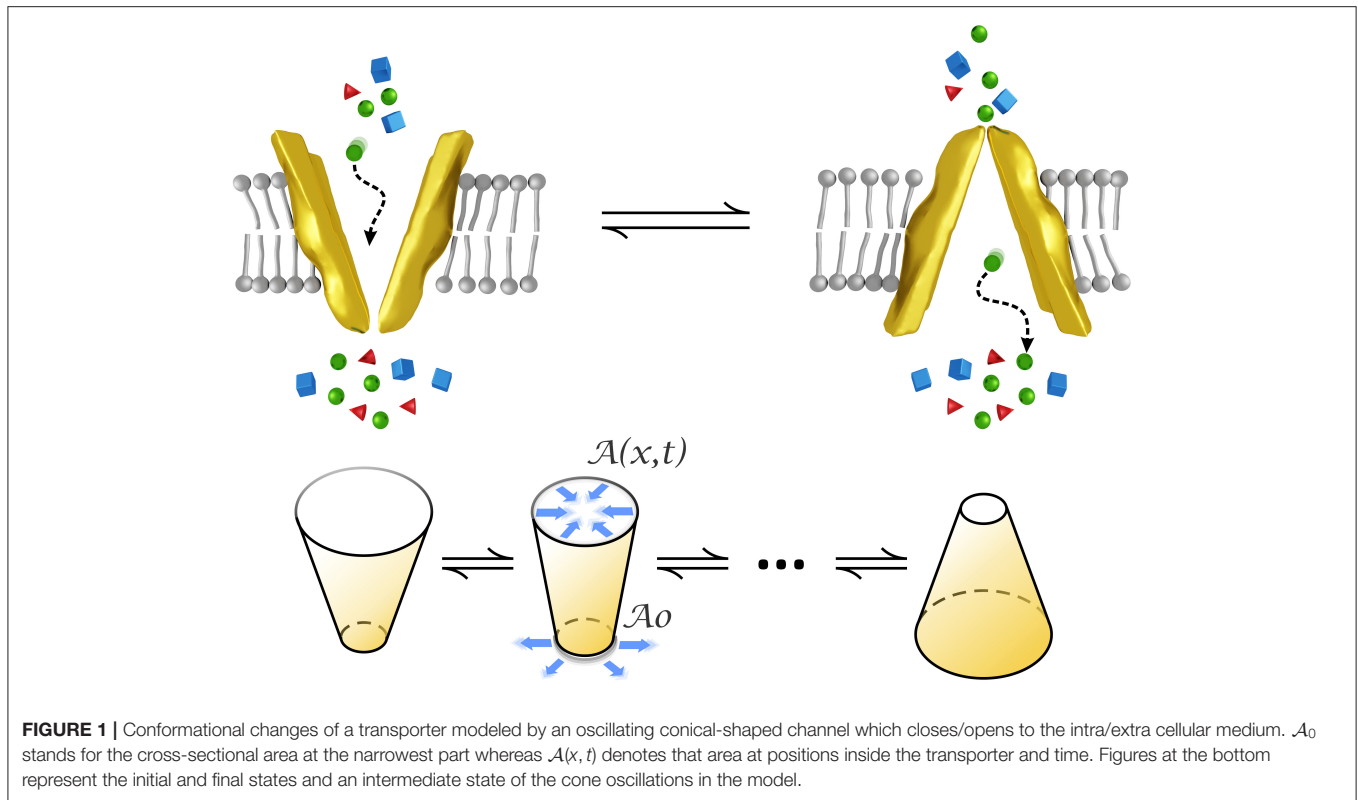 𝒜(x,t)
𝒜o
FIGURE 1 | Conformational changes of a transporter modeled by an oscillating conical-shaped channel which closes/opens to the intra/extra cellular medium. 𝒜₀
stands for the cross-sectional area at the narrowest part whereas 𝒜(x, t) denotes that area at positions inside the transporter and time. Figures at the bottom
represent the initial and final states and an intermediate state of the cone oscillations in the model.